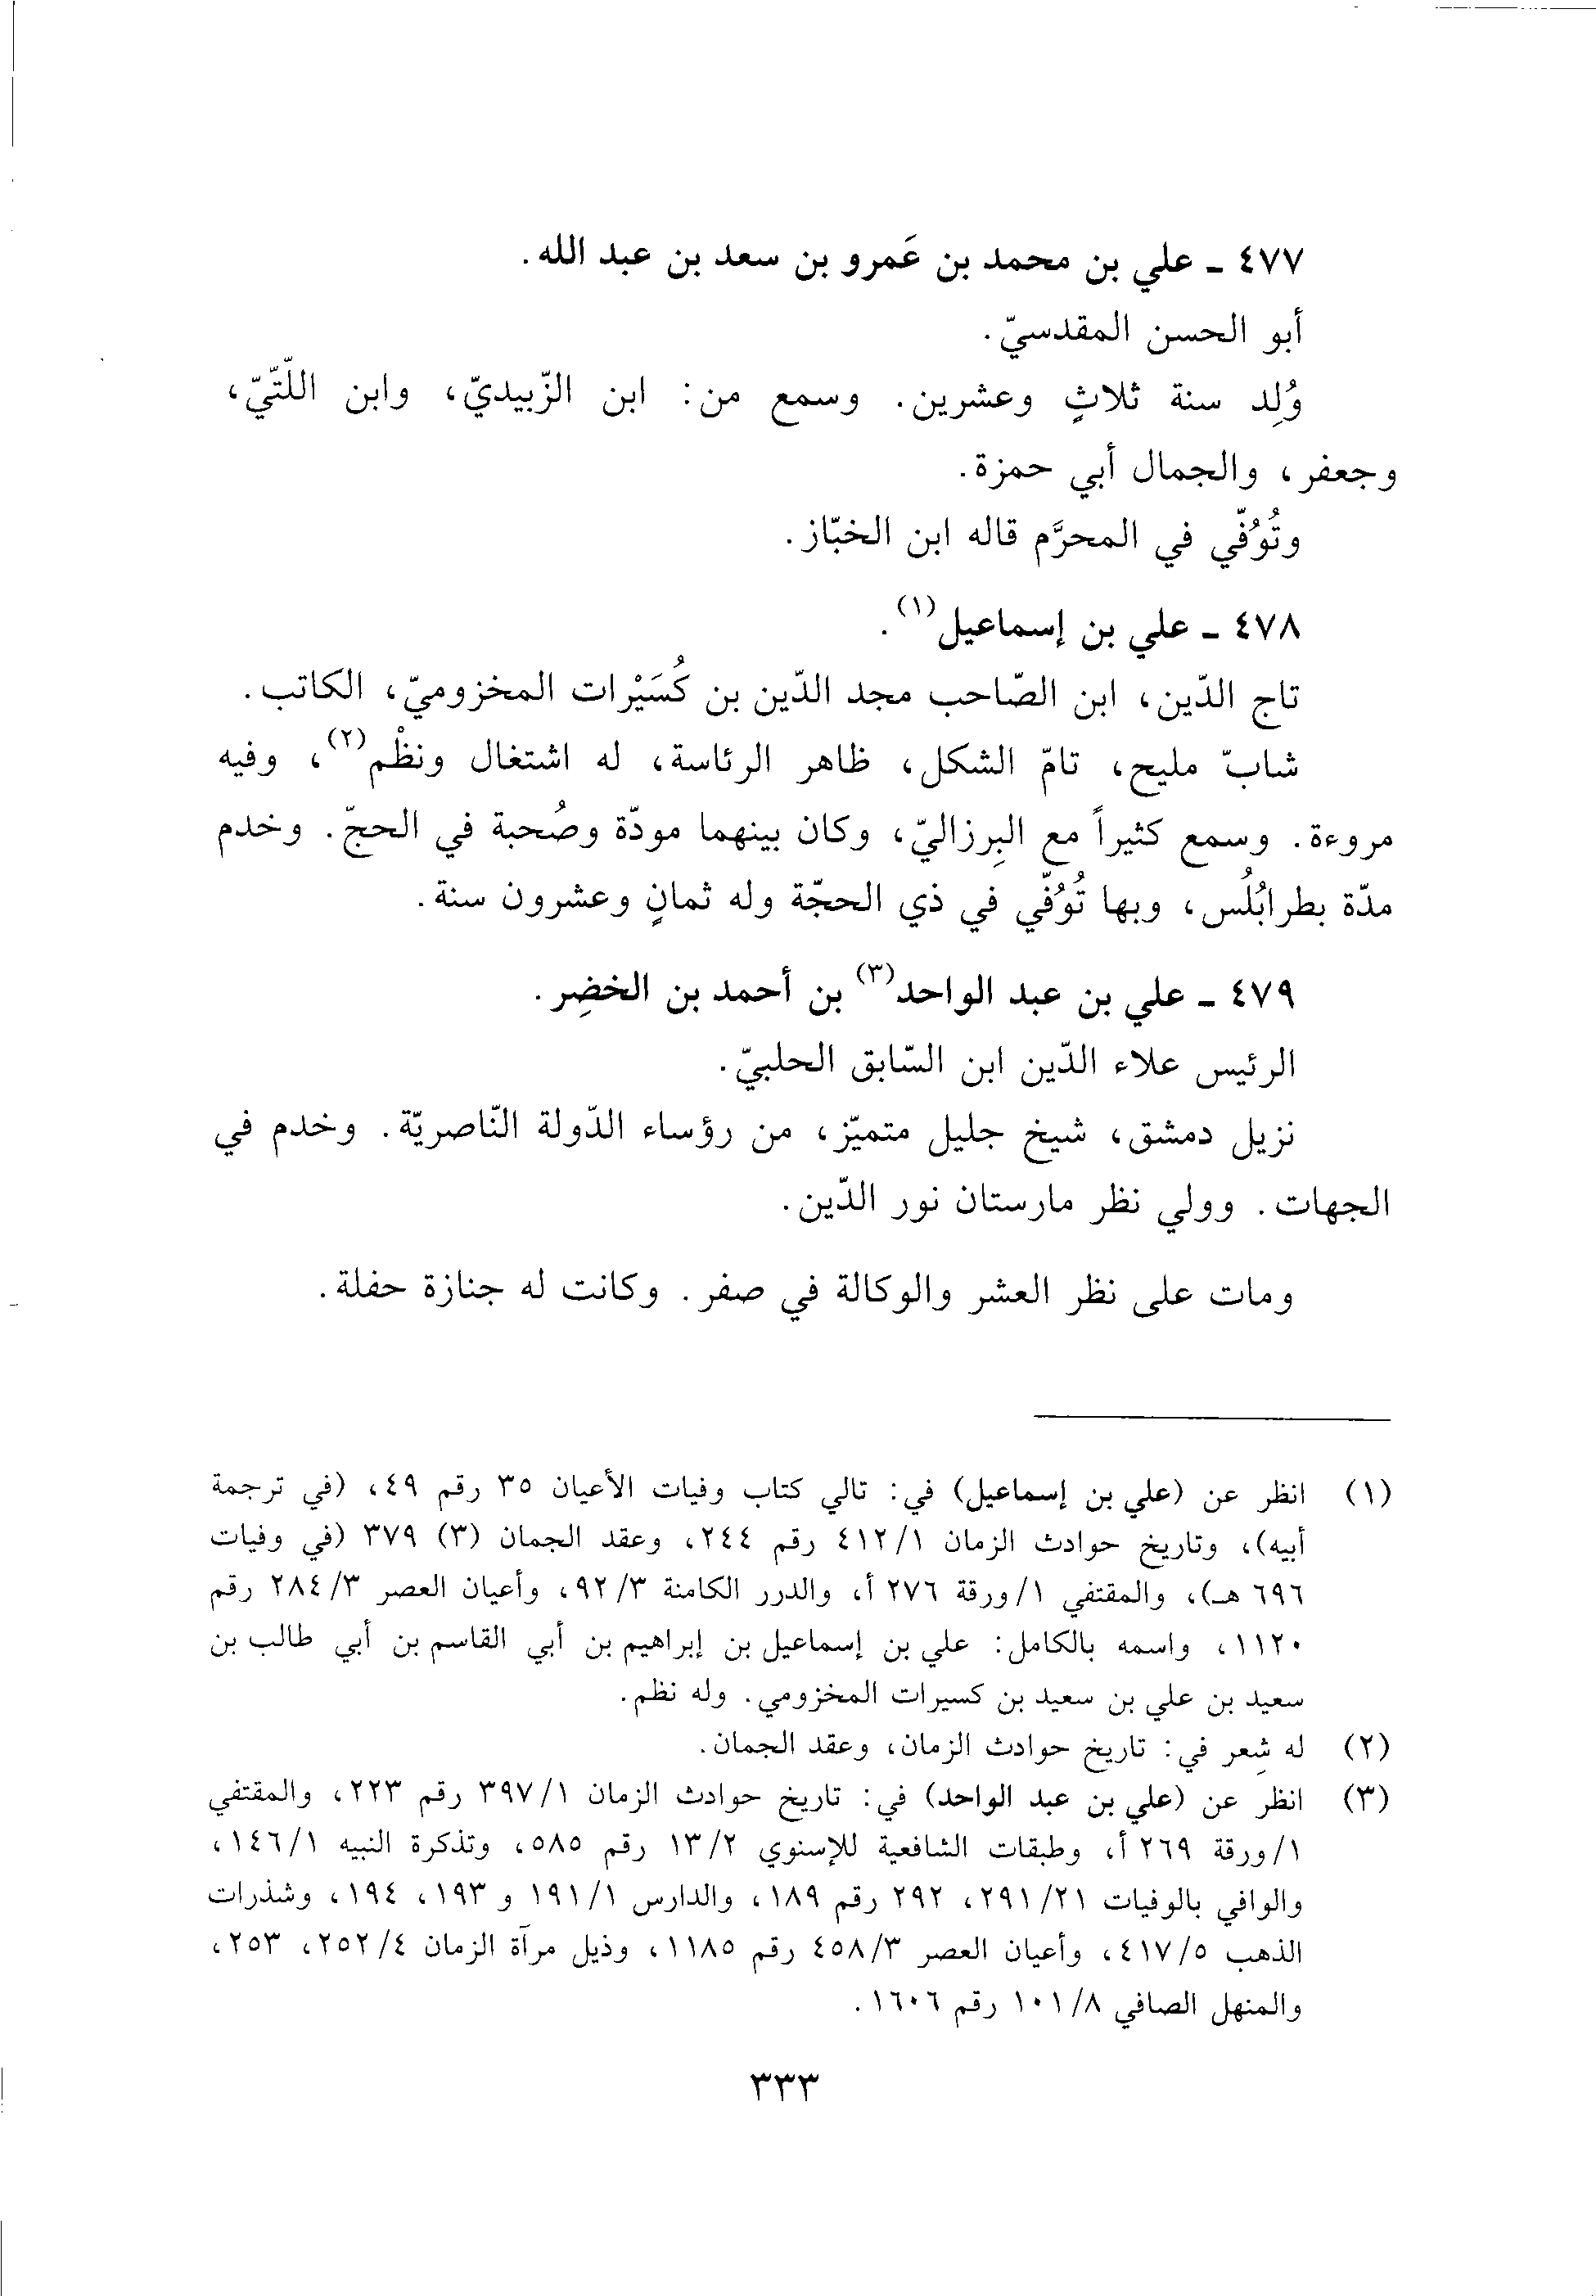 ٤٧٧ ـ علي بن محمد بن عَمرو بن سعد بن عبد الله.
أبو الحسن المقدسيّ.
وُلِد سنة ثلاثٍ وعشرين. وسمع من: ابن الزّبيديّ، وابن اللّتّيّ،
وجعفر، والجمال أبي حمزة.
وتُوُفّي في المحرَّم قاله ابن الخبّاز.
٤٧٨ ـ علي بن إسماعيل(١).
تاج الدّين، ابن الصّاحب مجد الدّين بن كُسَيْرات المخزوميّ، الكاتب.
شابّ مليح، تامّ الشكل، ظاهر الرئاسة، له اشتغال ونظْم(٢)، وفيه
مروءة. وسمع كثيراً مع البِرزاليّ، وكان بينهما مودّة وصُحبة في الحجّ. وخدم
مدّة بطرابُلُس، وبها تُوُفّي في ذي الحجّة وله ثمانٍ وعشرون سنة.
٤٧٩ ـ علي بن عبد الواحد(٣) بن أحمد بن الخضِر.
الرئيس علاء الدّين ابن السّابق الحلبيّ.
نزيل دمشق، شيخ جليل متميّز، من رؤساء الدّولة النّاصريّة. وخدم في
الجهات. وولي نظر مارستان نور الدّين.
ومات على نظر العشر والوكالة في صفر. وكانت له جنازة حفلة.
(١) انظر عن (علي بن إسماعيل) في: تالي كتاب وفيات الأعيان ٣٥ رقم ٤٩، (في ترجمة
أبيه)، وتاريخ حوادث الزمان ٤١٢/١ رقم ٢٤٤، وعقد الجمان (٣) ٣٧٩ (في وفيات
٦٩٦ هـ)، والمقتفي ١/ورقة ٢٧٦ أ، والدرر الكامنة ٩٢/٣، وأعيان العصر ٢٨٤/٣ رقم
١١٢٠، واسمه بالكامل: علي بن إسماعيل بن إبراهيم بن أبي القاسم بن أبي طالب بن
سعيد بن علي بن سعيد بن كسيرات المخزومي. وله نظم.
(٢) له شِعر في: تاريخ حوادث الزمان، وعقد الجمان.
(٣) انظر عن (علي بن عبد الواحد) في: تاريخ حوادث الزمان ٣٩٧/١ رقم ٢٢٣، والمقتفي
١/ورقة ٢٦٩ أ، وطبقات الشافعية للإسنوي ١٣/٢ رقم ٥٨٥، وتذكرة النبيه ١٤٦/١،
والوافي بالوفيات ٢٩١/٢١، ٢٩٢ رقم ١٨٩، والدارس ١٩١/١ و ١٩٣، ١٩٤، وشذرات
الذهب ٤١٧/٥، وأعيان العصر ٤٥٨/٣ رقم ١١٨٥، وذيل مرآة الزمان ٢٥٢/٤، ٢٥٣،
والمنهل الصافي ١٠١/٨ رقم ١٦٠٦.
٣٣٣